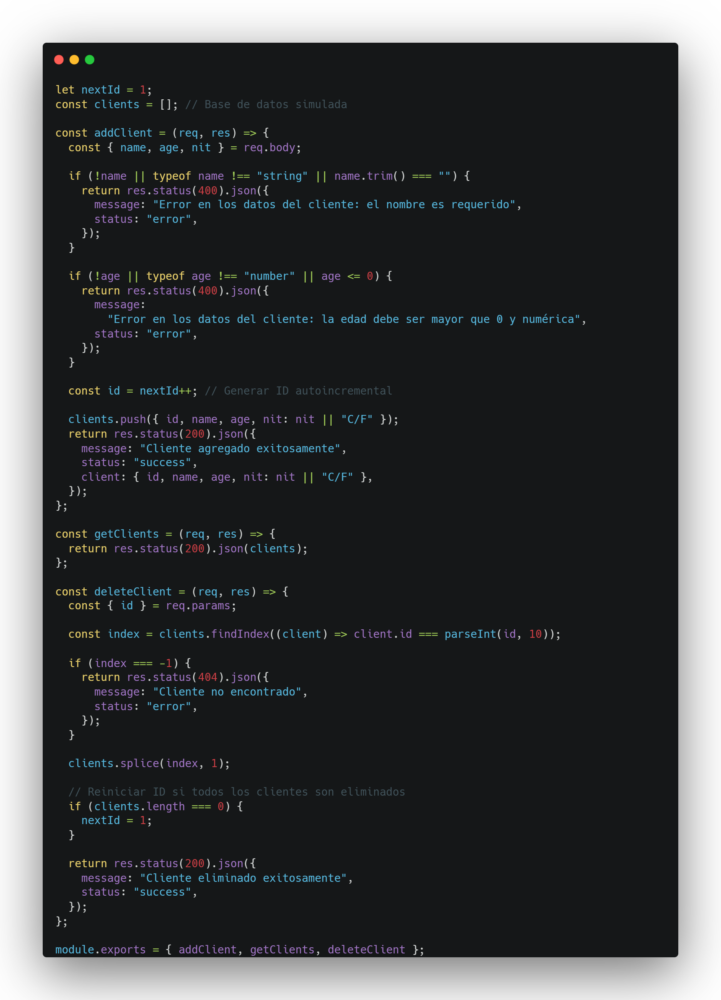 let nextId = 1;
const clients = []; // Base de datos simulada

const addClient = (req, res) => {
  const { name, age, nit } = req.body;

  if (!name || typeof name !== "string" || name.trim() === "") {
    return res.status(400).json({
      message: "Error en los datos del cliente: el nombre es requerido",
      status: "error",
    });
  }

  if (!age || typeof age !== "number" || age <= 0) {
    return res.status(400).json({
      message:
        "Error en los datos del cliente: la edad debe ser mayor que 0 y numérica",
      status: "error",
    });
  }

  const id = nextId++; // Generar ID autoincremental

  clients.push({ id, name, age, nit: nit || "C/F" });
  return res.status(200).json({
    message: "Cliente agregado exitosamente",
    status: "success",
    client: { id, name, age, nit: nit || "C/F" },
  });
};

const getClients = (req, res) => {
  return res.status(200).json(clients);
};

const deleteClient = (req, res) => {
  const { id } = req.params;

  const index = clients.findIndex((client) => client.id === parseInt(id, 10));

  if (index === -1) {
    return res.status(404).json({
      message: "Cliente no encontrado",
      status: "error",
    });
  }

  clients.splice(index, 1);

  // Reiniciar ID si todos los clientes son eliminados
  if (clients.length === 0) {
    nextId = 1;
  }

  return res.status(200).json({
    message: "Cliente eliminado exitosamente",
    status: "success",
  });
};

module.exports = { addClient, getClients, deleteClient };